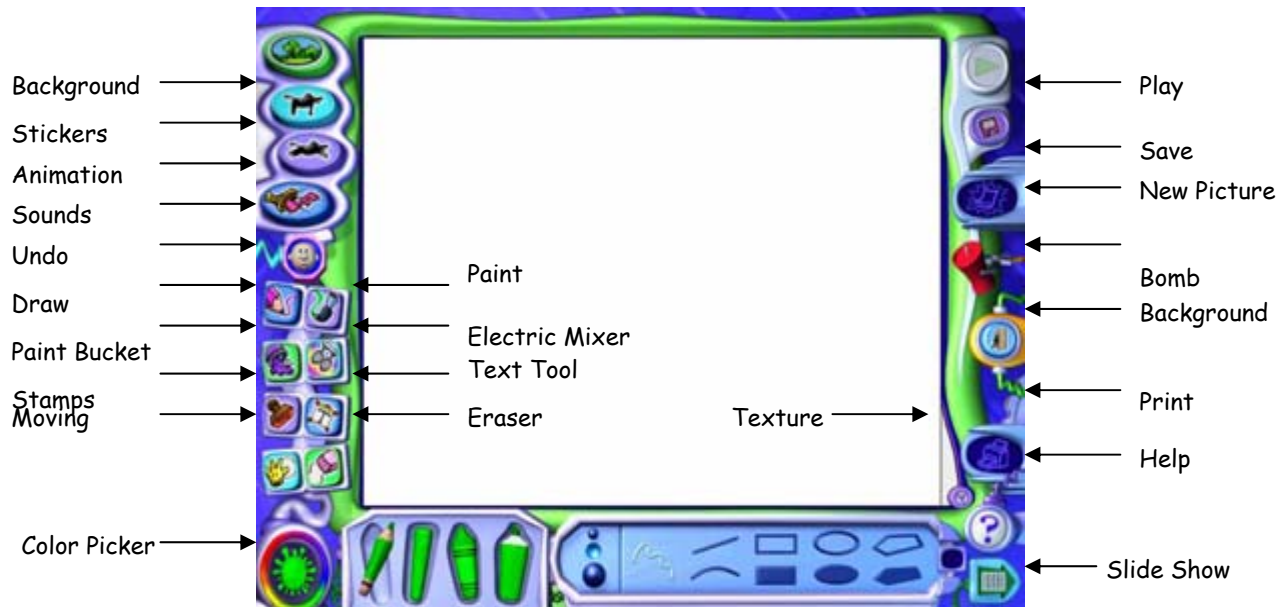 Background
Stickers
Animation
Sounds
Undo
Draw
Paint Bucket
Stamps
Moving
Color Picker
Paint
Electric Mixer
Text Tool
Eraser
Texture
Play
Save
New Picture
Bomb
Background
Print
Help
?
Slide Show